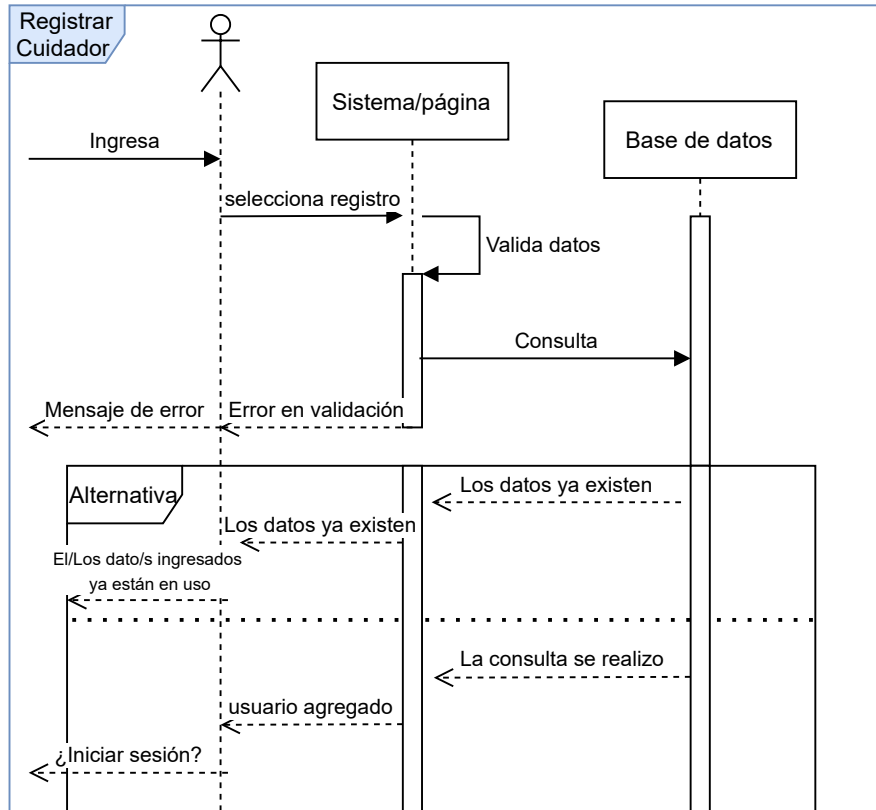 Registrar
Cuidador
Sistema/página
Base de datos
Ingresa
selecciona registro
Valida datos
Consulta
Mensaje de error
Error en validación
Alternativa
Los datos ya existen
Los datos ya existen
El/Los dato/s ingresados
ya están en uso
La consulta se realizo
usuario agregado
¿Iniciar sesión?